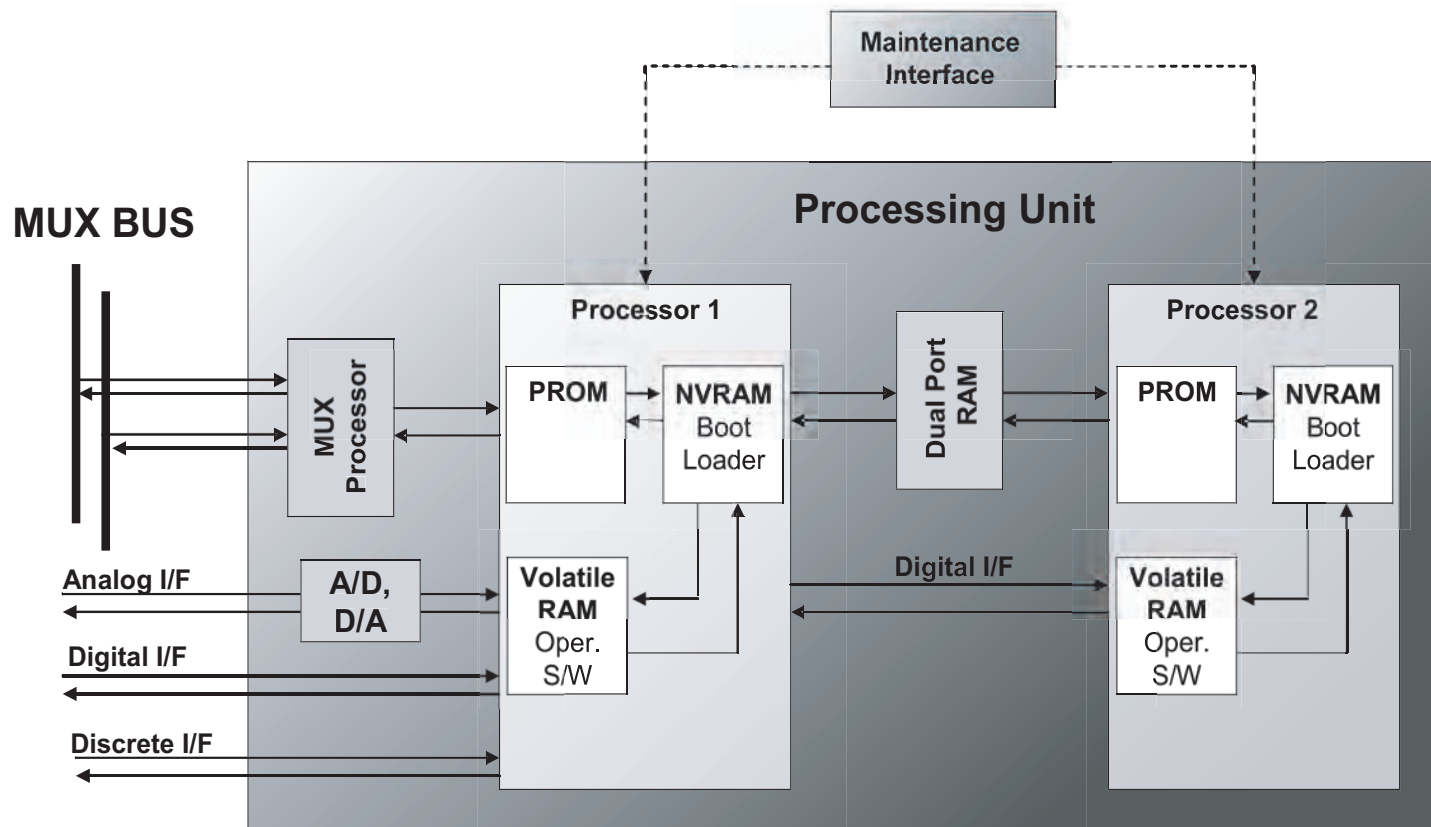 Maintenance
Interface
Processing Unit
MUX BUS
Processor 1
Processor 2
MUX
Processor
PROM
NVRAM
Boot
Loader
Dual Port
RAM
PROM
NVRAM
Boot
Loader
Analog I/F
A/D,
D/A
Volatile
RAM
Oper.
S/W
Digital I/F
Volatile
RAM
Oper.
S/W
Digital I/F
Discrete I/F